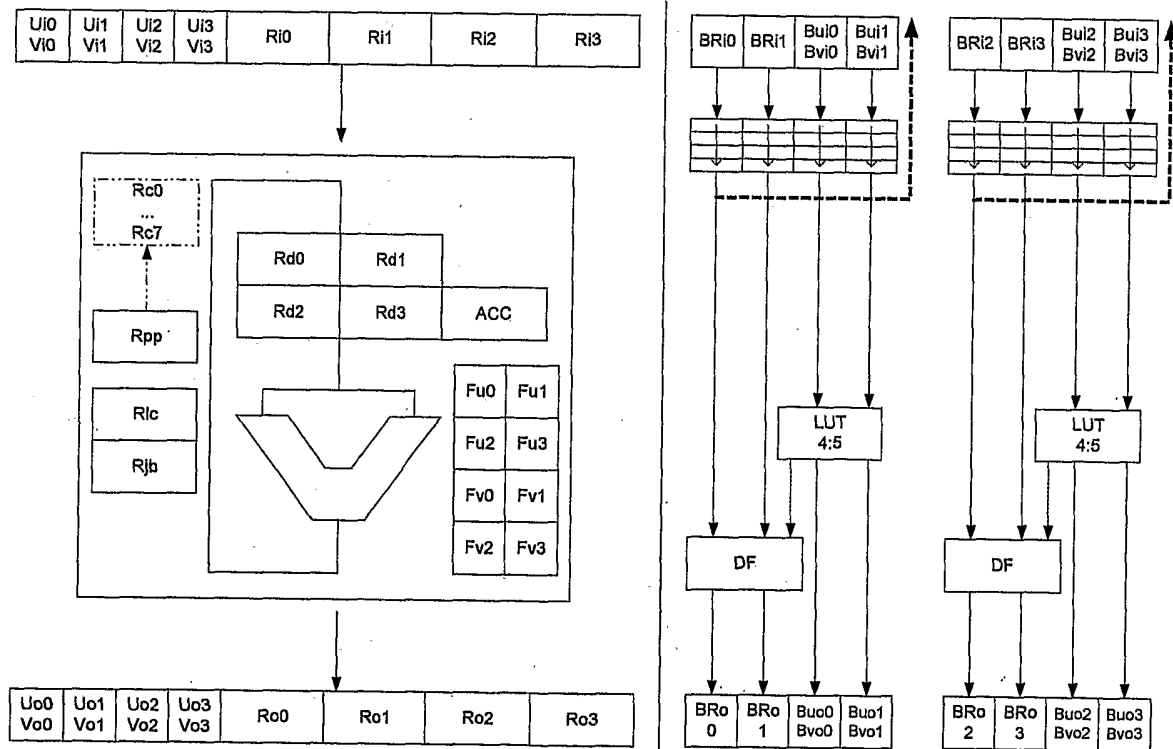 Ui0 Ui1 Ui2 Ui3
Vi0 Vi1 Vi2 Vi3
Ri0 Ri1 Ri2 Ri3
Rc0
...
Rc7
Rpp
Rlc
Rjb
Rd0 Rd1
Rd2 Rd3 ACC
Fu0 Fu1
Fu2 Fu3
Fv0 Fv1
Fv2 Fv3
Uo0 Uo1 Uo2 Uo3
Vo0 Vo1 Vo2 Vo3
Ro0 Ro1 Ro2 Ro3
BRi0 BRi1
Bui0 Bui1
Bvi0 Bvi1
LUT
4:5
DF
BRo BRo
0 1
Buo0 Buo1
Bvo0 Bvo1
BRi2 BRi3
Bui2 Bui3
Bvi2 Bvi3
LUT
4:5
DF
BRo BRo
2 3
Buo2 Buo3
Bvo2 Bvo3